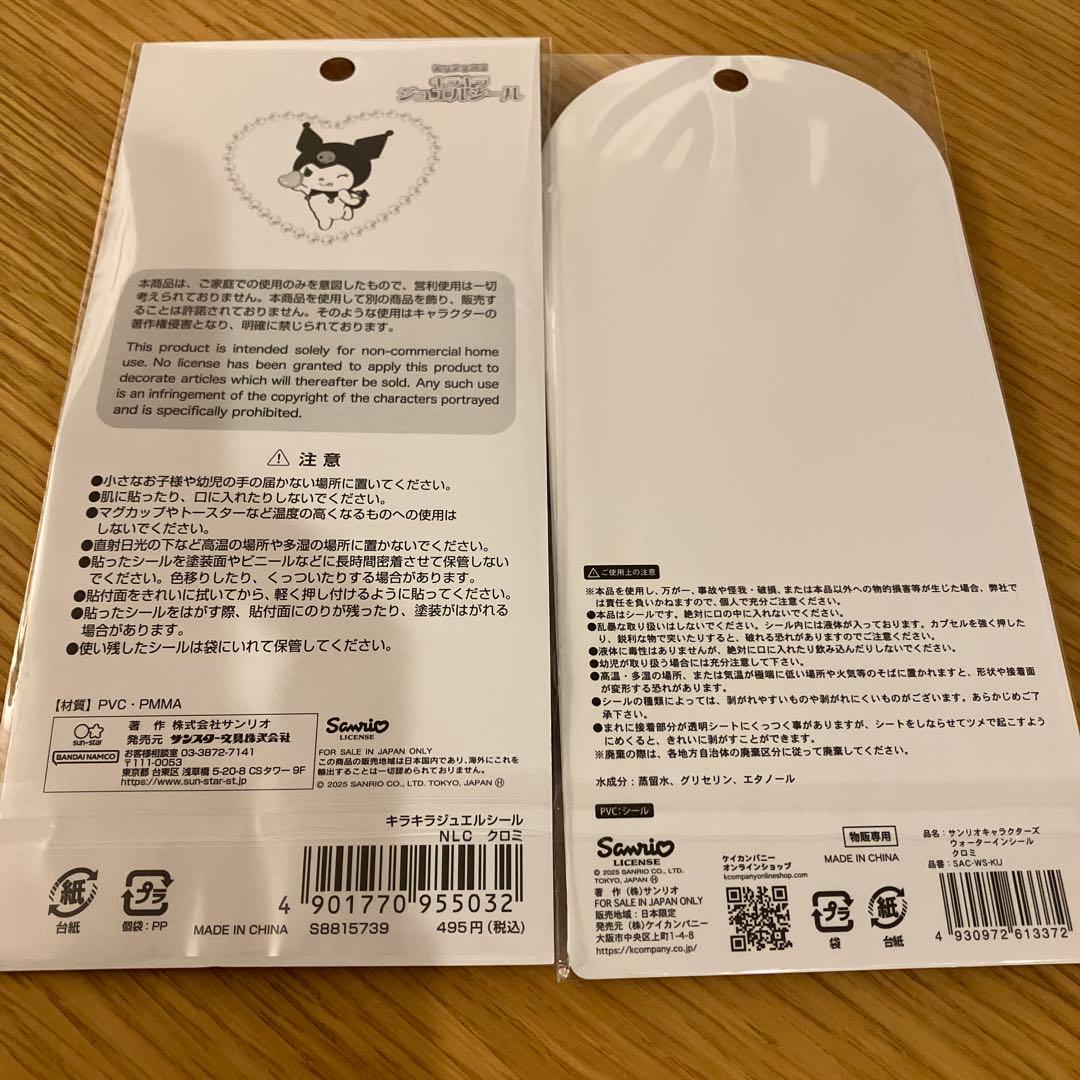 キラキラ
ジュエルシール
本商品は、ご家庭での使用のみを意図したもので、営利使用は一切
考えられておりません。本商品を使用して別の商品を飾り、販売す
ることは許諾されておりません。そのような使用はキャラクターの
著作権侵害となり、明確に禁じられております。
This product is intended solely for non-commercial home
use. No license has been granted to apply this product to
decorate articles which will thereafter be sold. Any such use
is an infringement of the copyright of the characters portrayed
and is specifically prohibited.
注意
●小さなお子様や幼児の手の届かない場所に置いてください。
●肌に貼ったり、口に入れたりしないでください。
●マグカップやトースターなど温度の高くなるものへの使用は
しないでください。
●直射日光の下など高温の場所や多湿の場所に置かないでください。
●貼ったシールを塗装面やビニールなどに長時間密着させて保管しない
でください。色移りしたり、くっついたりする場合があります。
●貼付面をきれいに拭いてから、軽く押し付けるように貼ってください。
●貼ったシールをはがす際、貼付面にのりが残ったり、塗装がはがれる
場合があります。
●使い残したシールは袋にいれて保管してください。
【材質】PVC・PMMA
sun-star
BANDAI NAMCO
著作 株式会社サンリオ
発売元 サンスター文具株式会社
お客様相談室 03-3872-7141
〒111-0053
東京都 台東区 浅草橋 5-20-8 CSタワー 9F
https://www.sun-star-st.jp
Sanrio
LICENSE
FOR SALE IN JAPAN ONLY
この商品の販売地域は日本国内であり、海外にこれを
輸出することは一切認められておりません。
© 2025 SANRIO CO., LTD. TOKYO, JAPAN Ⓗ
キラキラジュエルシール
NLC クロミ
紙
台紙
プラ
個袋：PP
MADE IN CHINA
4 901770 955032
S8815739
495円（税込）
ご使用上の注意
※本品を使用し、万が一、事故や怪我・破損、または本品以外への物的損害等が生じた場合、弊社で
は責任を負いかねますので、個人で充分ご注意ください。
●本品はシールです。絶対に口の中に入れないでください。
●乱暴な取り扱いはしないでください。シール内には液体が入っております。カプセルを強く押した
り、鋭利な物で突いたりすると、破れる恐れがありますのでご注意ください。
●液体に毒性はありませんが、絶対に口に入れたり飲み込んだりしないでください。
●幼児が取り扱う場合には充分注意して下さい。
●高温・多湿の場所、または気温が極端に低い場所や火気等のそばに置かれますと、形状や接着面
が変形する恐れがあります。
●シールの種類によっては、剥がれやすいものや剥がれにくいものがございます。あらかじめご了
承下さい。
●まれに接着部分が透明シートにくっつく事がありますが、シートをしならせてツメで起こすよう
にめくると、きれいに剥がすことができます。
※廃棄の際は、各地方自治体の廃棄区分に従って廃棄してください。
水成分：蒸留水、グリセリン、エタノール
PVC：シール
Sanrio
LICENSE
© 2025 SANRIO CO., LTD.
TOKYO, JAPAN Ⓗ
著作（株）サンリオ
FOR SALE IN JAPAN ONLY
販売地域：日本限定
発売元（株）ケイカンパニー
大阪市中央区上町1-4-8
https://kcompany.co.jp/
ケイカンパニー
オンラインショップ
kcompanyonlineshop.com
物販専用
MADE IN CHINA
プラ
袋
紙
台紙
品名：サンリオキャラクターズ
ウォーターインシール
クロミ
品番：SAC-WS-KU
4 930972 613372